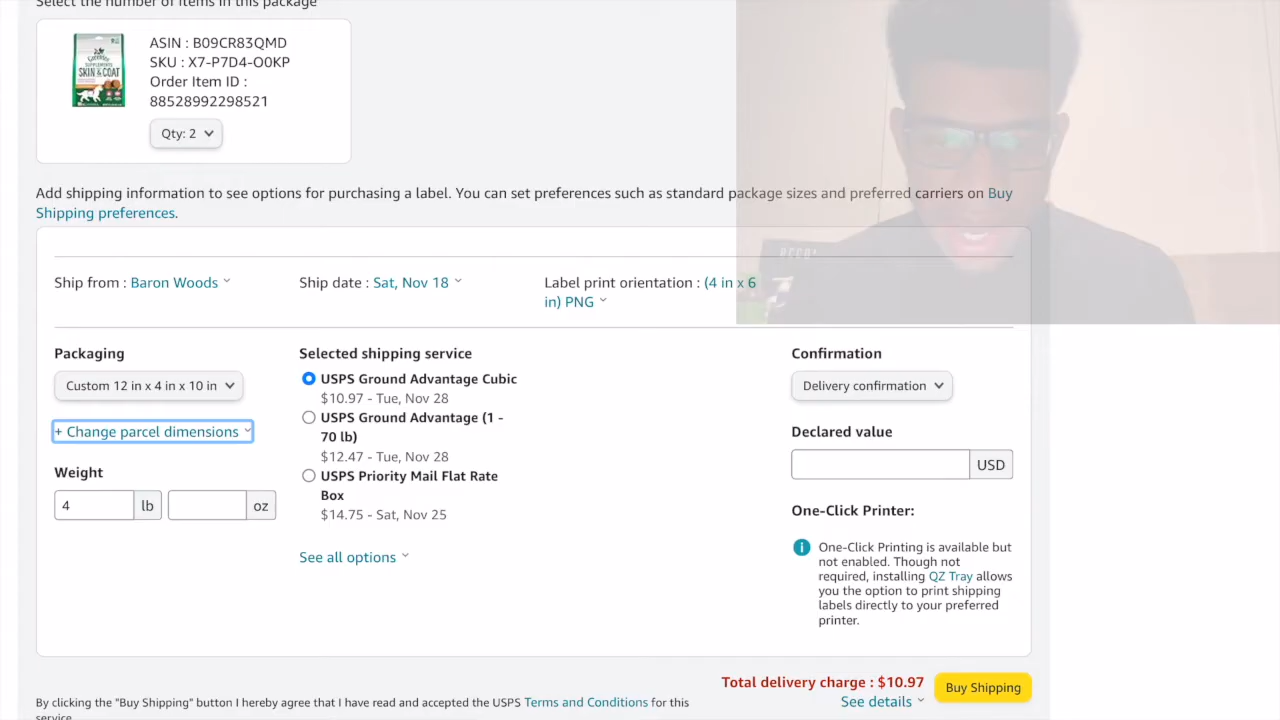 Select the number of items in this package
ASIN : B09CR83QMD
SKU : X7-P7D4-O0KP
Order Item ID :
88528992298521
Qty: 2
SKIN & COAT
Add shipping information to see options for purchasing a label. You can set preferences such as standard package sizes and preferred carriers on Buy
Shipping preferences.
Ship from : Baron Woods
Ship date : Sat, Nov 18
Label print orientation : (4 in x 6
in) PNG
Packaging
Custom 12 in x 4 in x 10 in
+ Change parcel dimensions
Weight
4 lb oz
Selected shipping service
USPS Ground Advantage Cubic
$10.97 - Tue, Nov 28
USPS Ground Advantage (1 -
70 lb)
$12.47 - Tue, Nov 28
USPS Priority Mail Flat Rate
Box
$14.75 - Sat, Nov 25
See all options
Confirmation
Delivery confirmation
Declared value
USD
One-Click Printer:
One-Click Printing is available but
not enabled. Though not
required, installing QZ Tray allows
you the option to print shipping
labels directly to your preferred
printer.
Total delivery charge : $10.97
See details
Buy Shipping
By clicking the "Buy Shipping" button I hereby agree that I have read and accepted the USPS Terms and Conditions for this
service